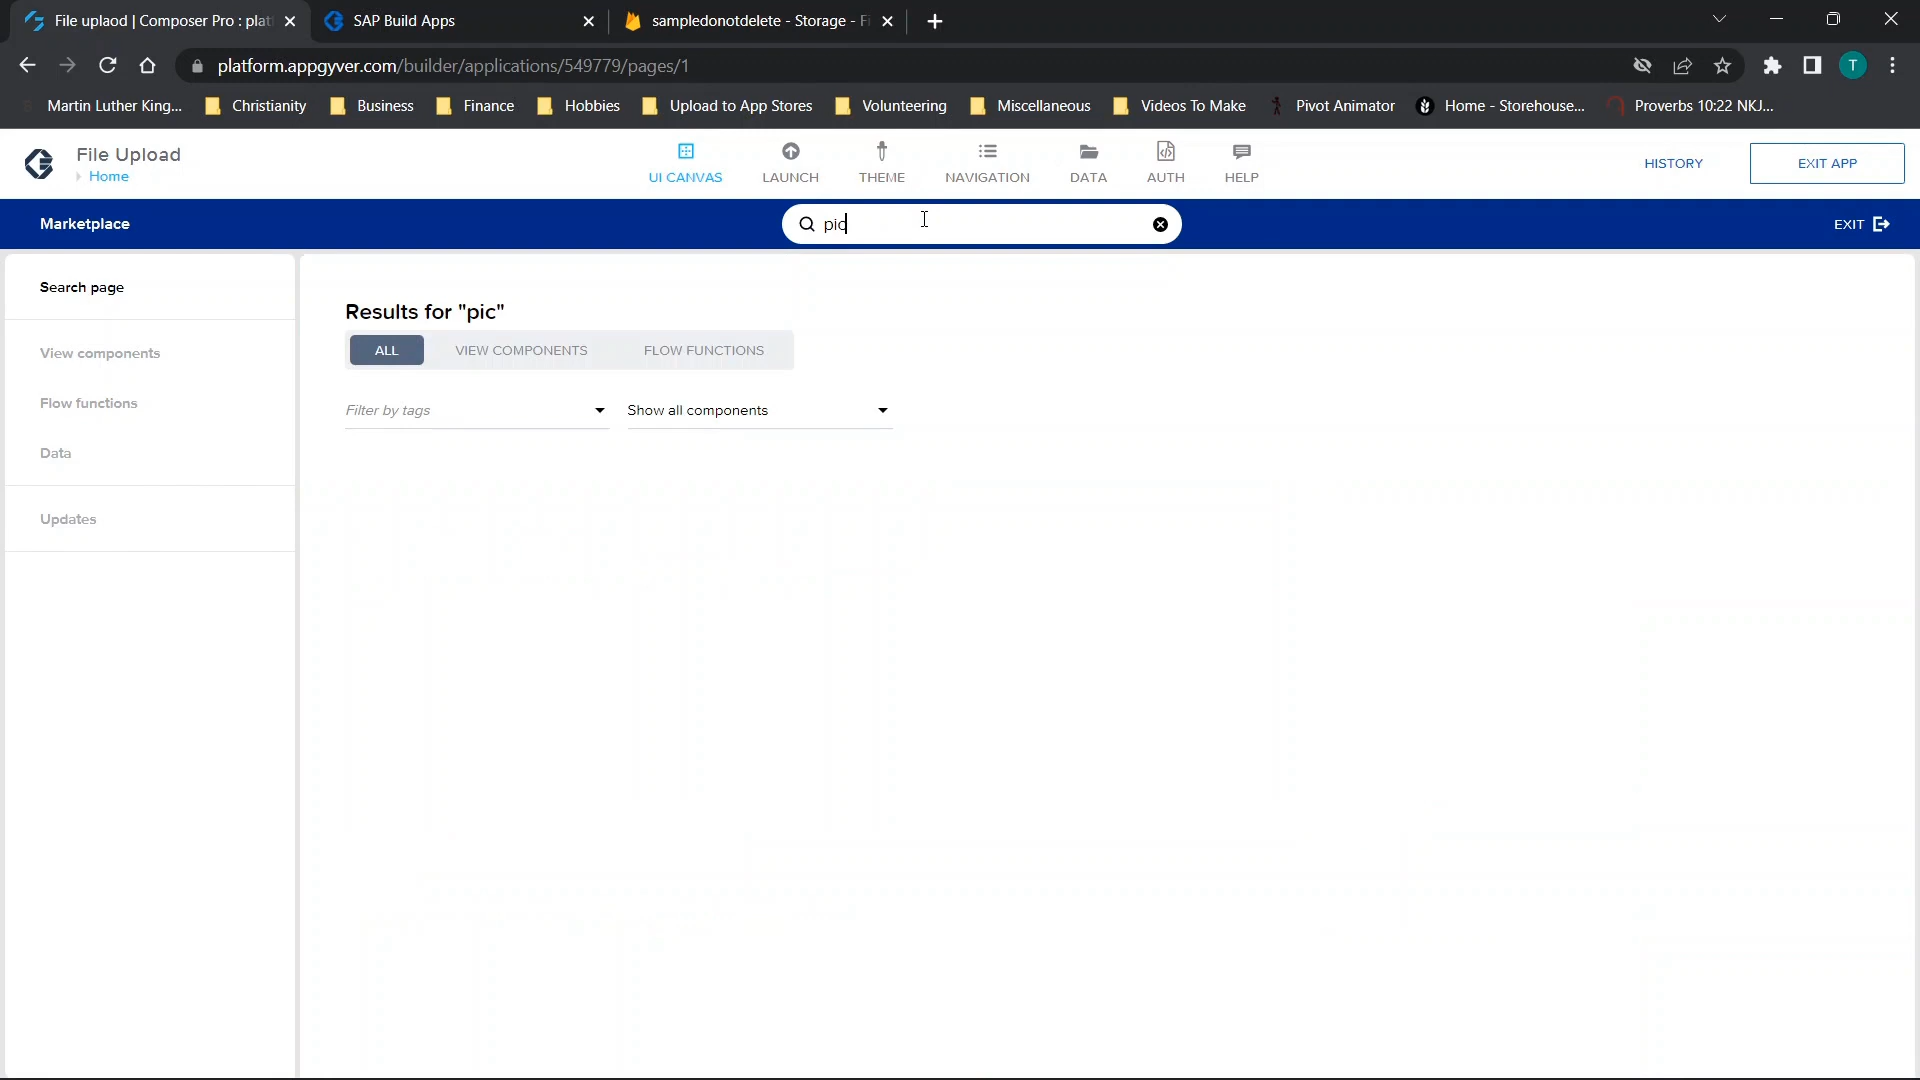 File uplaod | Composer Pro : plat
SAP Build Apps
sampledonotdelete - Storage - Fi
platform.appgyver.com/builder/applications/549779/pages/1
T
Martin Luther King...
Christianity
Business
Finance
Hobbies
Upload to App Stores
Volunteering
Miscellaneous
Videos To Make
Pivot Animator
Home - Storehouse...
Proverbs 10:22 NKJ...
File Upload
Home
UI CANVAS
LAUNCH
THEME
NAVIGATION
DATA
AUTH
HELP
HISTORY
EXIT APP
Marketplace
pic
EXIT
Search page
View components
Flow functions
Data
Updates
Results for "pic"
ALL
VIEW COMPONENTS
FLOW FUNCTIONS
Filter by tags
Show all components